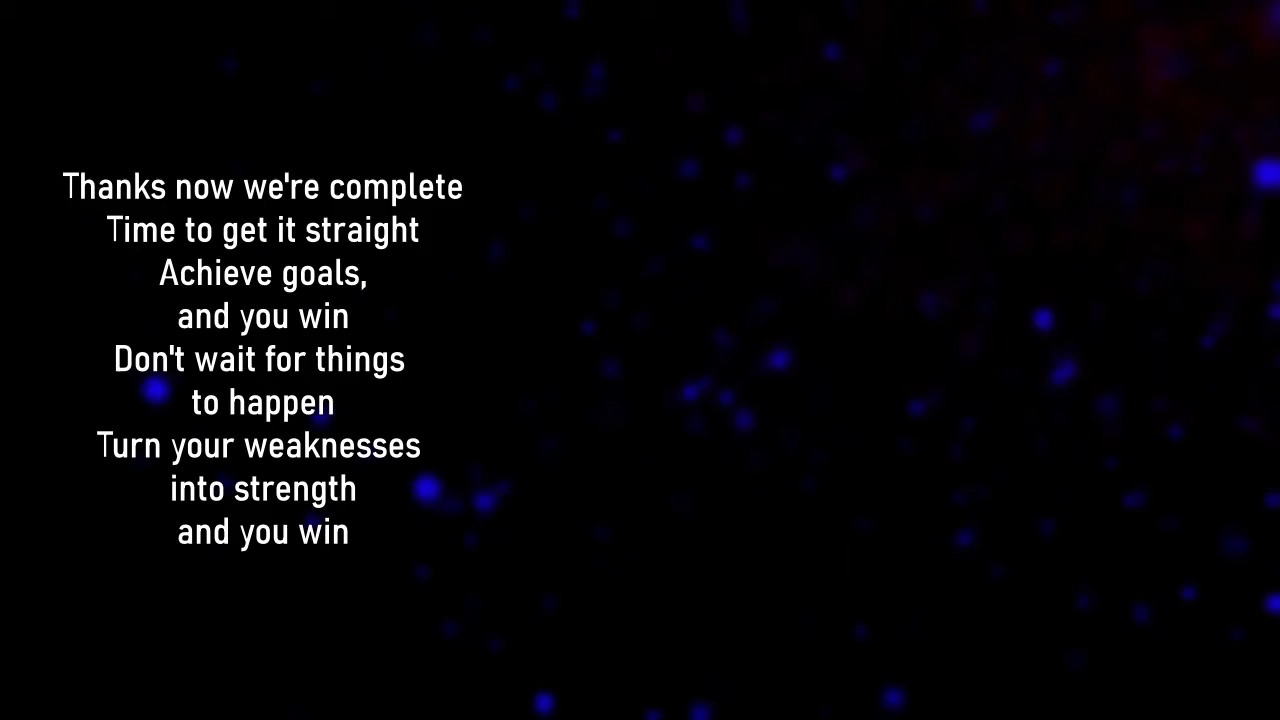 Thanks now we're complete
Time to get it straight
Achieve goals,
and you win
Don't wait for things
to happen
Turn your weaknesses
into strength
and you win